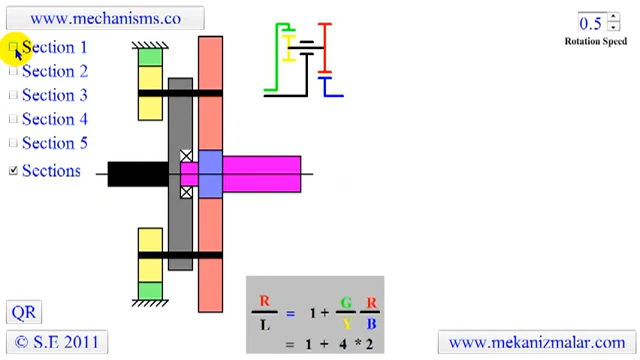 www.mechanisms.co
0.5
Rotation Speed
Section 1
Section 2
Section 3
Section 4
Section 5
Sections
R/L = 1 + G/Y R/B
= 1 + 4 * 2
QR
© S.E 2011
www.mekanizmalar.com